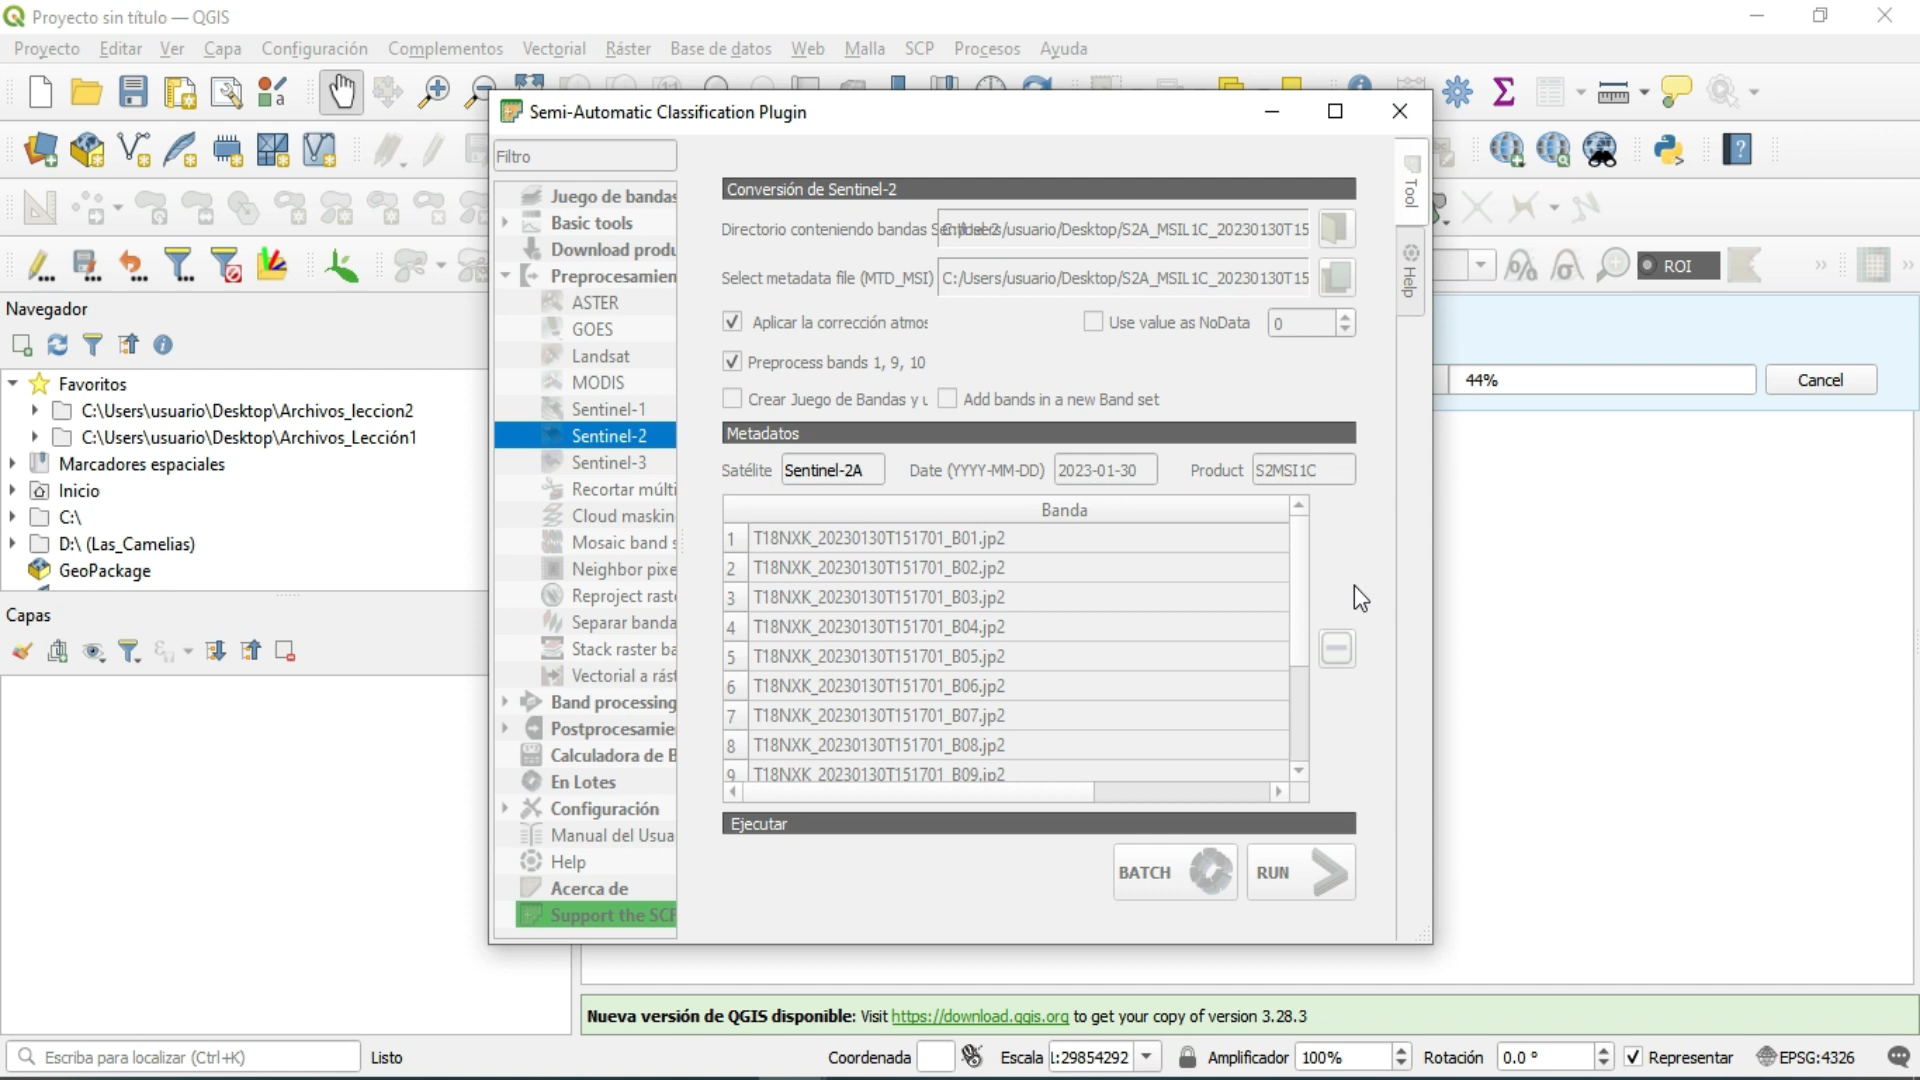 Proyecto sin título — QGIS
Proyecto Editar Ver Capa Configuración Complementos Vectorial Ráster Base de datos Web Malla SCP Procesos Ayuda
Semi-Automatic Classification Plugin
Filtro
Juego de bandas
Basic tools
Download produ
Preprocesamien
ASTER
GOES
Landsat
MODIS
Sentinel-1
Sentinel-2
Sentinel-3
Recortar múlti
Cloud maskin
Mosaic band s
Neighbor pixe
Reproject raste
Separar banda
Stack raster ba
Vectorial a rást
Band processing
Postprocesamie
Calculadora de B
En Lotes
Configuración
Manual del Usua
Help
Acerca de
Support the SCP
Conversión de Sentinel-2
Directorio conteniendo bandas Sentinel-2 C:/Users/usuario/Desktop/S2A_MSIL1C_20230130T15
Select metadata file (MTD_MSI) C:/Users/usuario/Desktop/S2A_MSIL1C_20230130T15
Aplicar la corrección atmos
Use value as NoData 0
Preprocess bands 1, 9, 10
Crear Juego de Bandas y u
Add bands in a new Band set
Metadatos
Satélite Sentinel-2A Date (YYYY-MM-DD) 2023-01-30 Product S2MSI1C
Banda
1 T18NXK_20230130T151701_B01.jp2
2 T18NXK_20230130T151701_B02.jp2
3 T18NXK_20230130T151701_B03.jp2
4 T18NXK_20230130T151701_B04.jp2
5 T18NXK_20230130T151701_B05.jp2
6 T18NXK_20230130T151701_B06.jp2
7 T18NXK_20230130T151701_B07.jp2
8 T18NXK_20230130T151701_B08.jp2
9 T18NXK_20230130T151701_B09.jp2
Ejecutar
BATCH RUN
Tool
Help
ROI
44% Cancel
Navegador
Favoritos
C:\Users\usuario\Desktop\Archivos_leccion2
C:\Users\usuario\Desktop\Archivos_Lección1
Marcadores espaciales
Inicio
C:\
D:\ (Las_Camelias)
GeoPackage
Capas
Nueva versión de QGIS disponible: Visit https://download.qgis.org to get your copy of version 3.28.3
Escriba para localizar (Ctrl+K) Listo Coordenada Escala 1:29854292 Amplificador 100% Rotación 0.0 ° Representar EPSG:4326